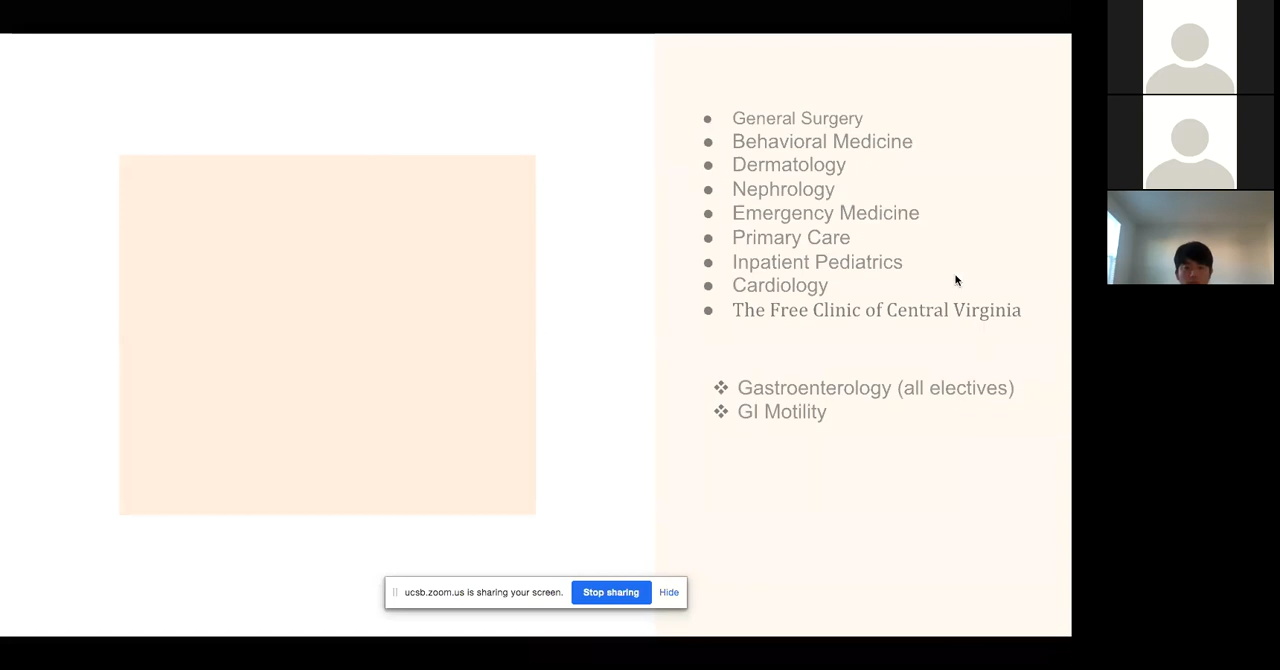 General Surgery
Behavioral Medicine
Dermatology
Nephrology
Emergency Medicine
Primary Care
Inpatient Pediatrics
Cardiology
The Free Clinic of Central Virginia
Gastroenterology (all electives)
GI Motility
ucsb.zoom.us is sharing your screen. Stop sharing Hide